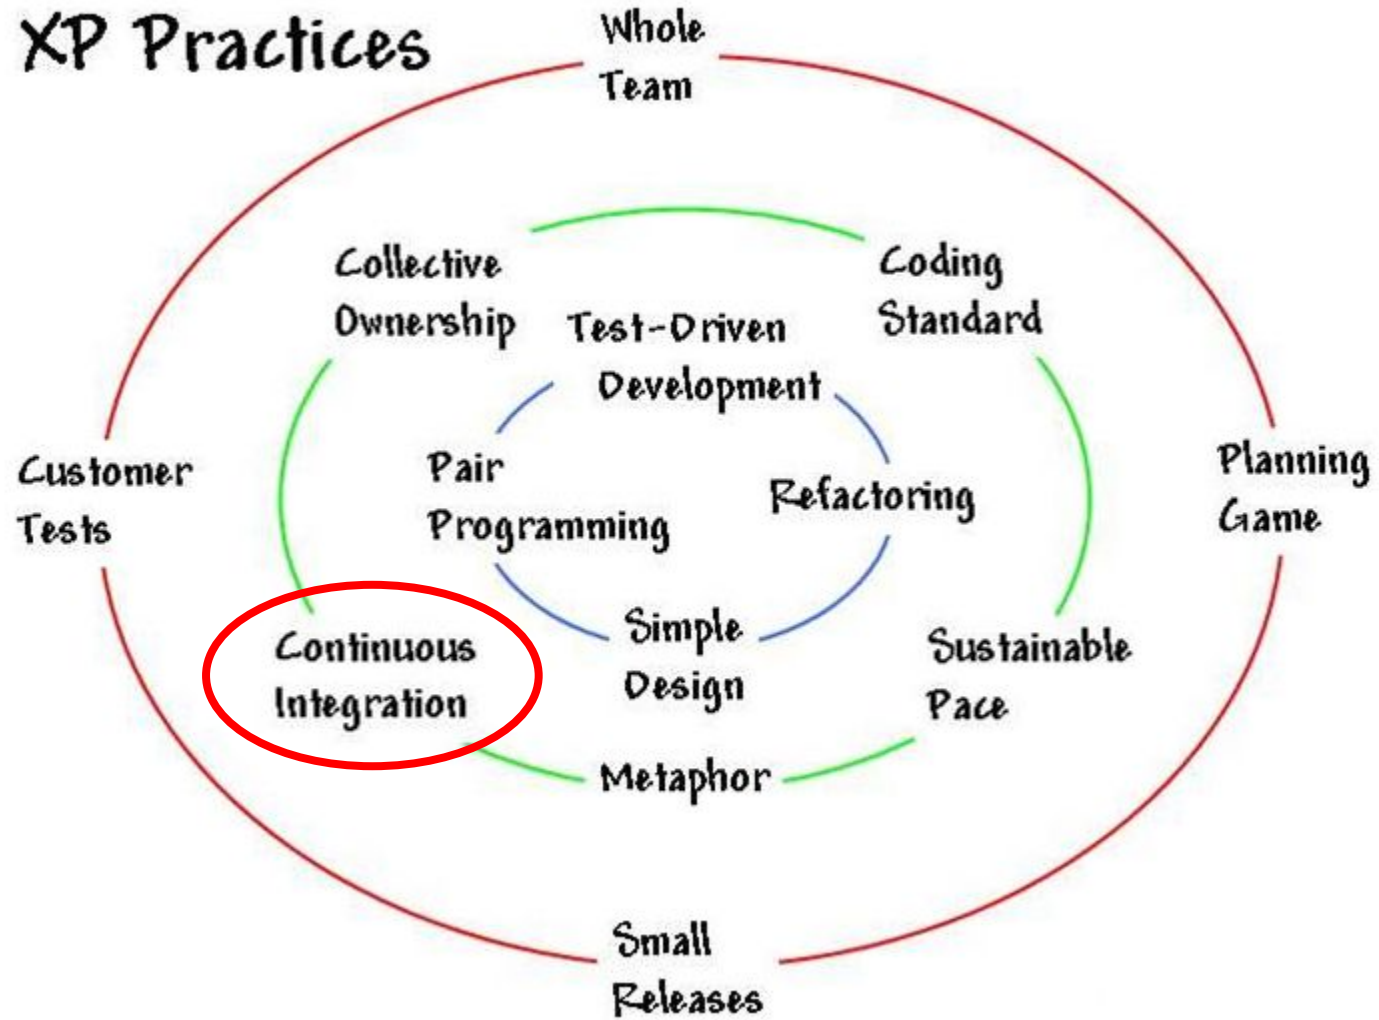 XP Practices
Whole
Team
Collective
Ownership
Coding
Standard
Test-Driven
Development
Customer
Tests
Pair
Programming
Refactoring
Planning
Game
Continuous
Integration
Simple
Design
Sustainable
Pace
Metaphor
Small
Releases